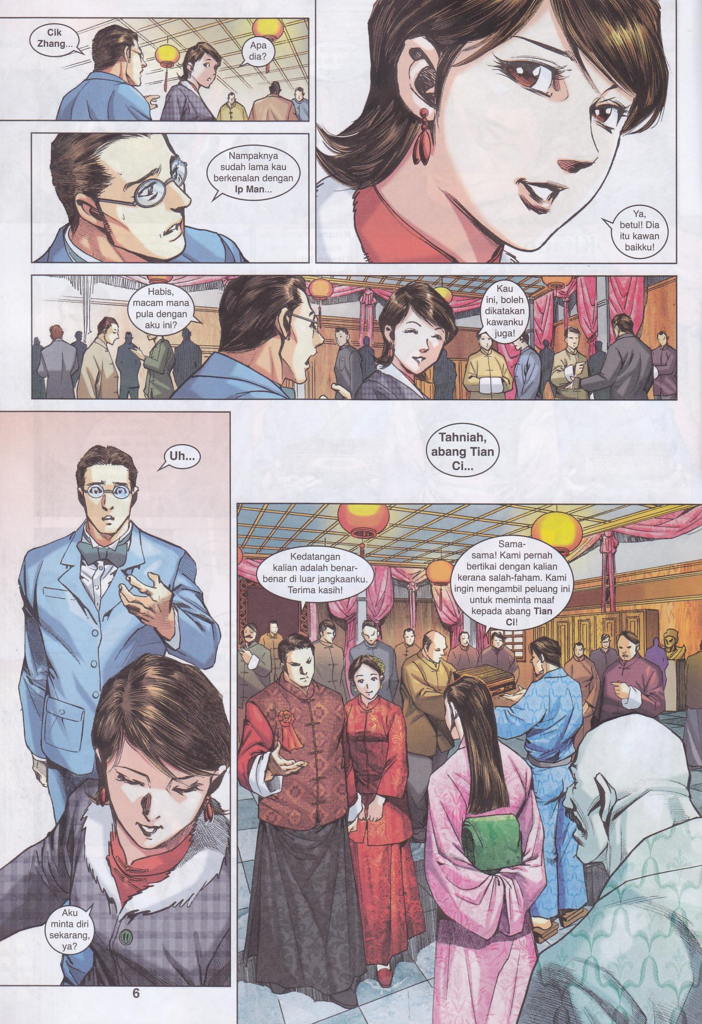 Cik
Zhang...
Apa
dia?
Nampaknya
sudah lama kau
berkenalan dengan
Ip Man...
Ya,
betul! Dia
itu kawan
baikku!
Habis,
macam mana
pula dengan
aku ini?
Kau
ini, boleh
dikatakan
kawanku
juga!
Uh...
Aku
minta diri
sekarang,
ya?
Tahniah,
abang Tian
Ci...
Kedatangan
kalian adalah benar-
benar di luar jangkaanku.
Terima kasih!
Sama-
sama! Kami pernah
bertikai dengan kalian
kerana salah-faham. Kami
ingin mengambil peluang ini
untuk meminta maaf
kepada abang Tian
Ci!
6